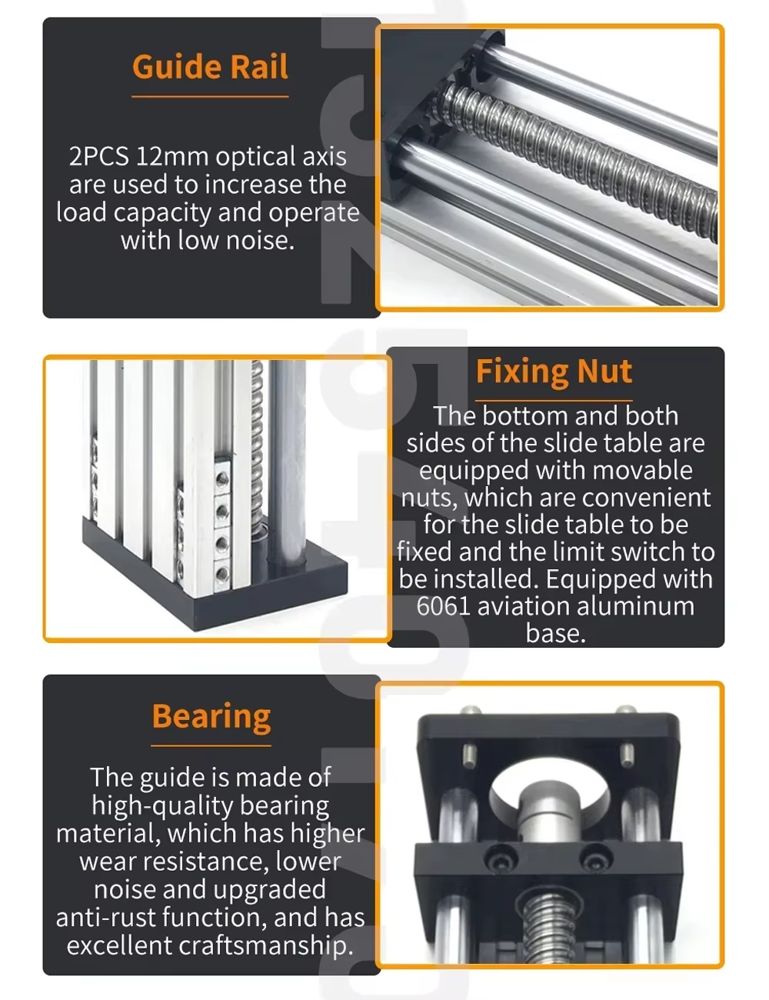 Guide Rail
2PCS 12mm optical axis
are used to increase the
load capacity and operate
with low noise.
Fixing Nut
The bottom and both
sides of the slide table are
equipped with movable
nuts, which are convenient
for the slide table to be
fixed and the limit switch to
be installed. Equipped with
6061 aviation aluminum
base.
Bearing
The guide is made of
high-quality bearing
material, which has higher
wear resistance, lower
noise and upgraded
anti-rust function, and has
excellent craftsmanship.